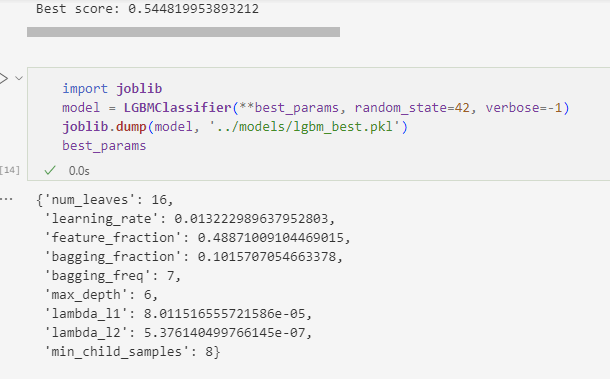 Best score: 0.544819953893212
import joblib
model = LGBMClassifier(**best_params, random_state=42, verbose=-1)
joblib.dump(model, '../models/lgbm_best.pkl')
best_params
[14]
0.0s
{'num_leaves': 16,
'learning_rate': 0.013222989637952803,
'feature_fraction': 0.48871009104469015,
'bagging_fraction': 0.1015707054663378,
'bagging_freq': 7,
'max_depth': 6,
'lambda_l1': 8.011516555721586e-05,
'lambda_l2': 5.376140499766145e-07,
'min_child_samples': 8}